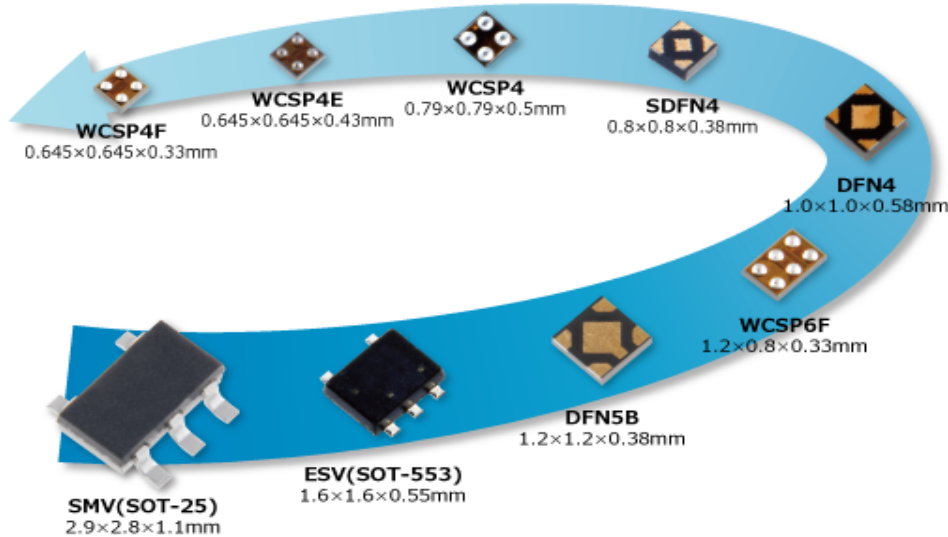 WCSP4F
0.645×0.645×0.33mm
WCSP4E
0.645×0.645×0.43mm
WCSP4
0.79×0.79×0.5mm
SDFN4
0.8×0.8×0.38mm
DFN4
1.0×1.0×0.58mm
WCSP6F
1.2×0.8×0.33mm
DFN5B
1.2×1.2×0.38mm
ESV(SOT-553)
1.6×1.6×0.55mm
SMV(SOT-25)
2.9×2.8×1.1mm